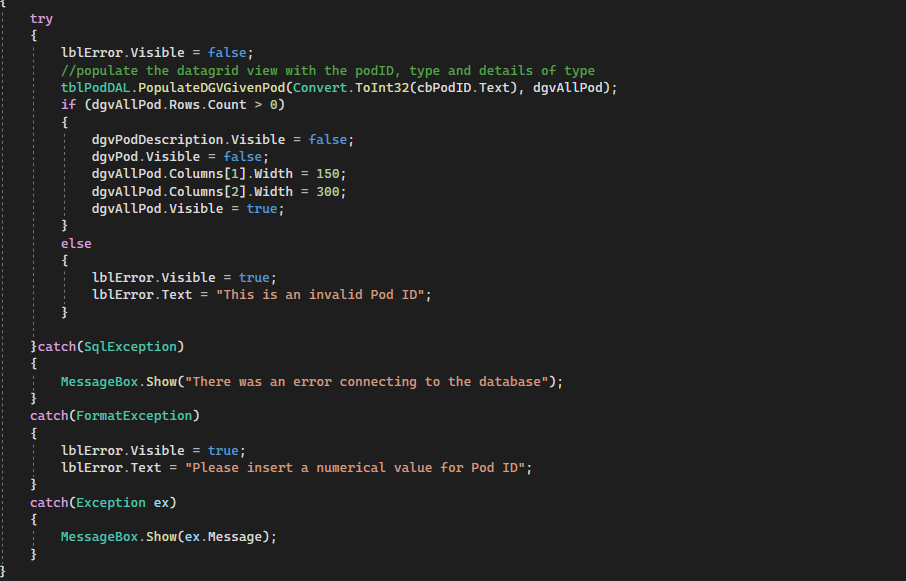 {
try
{
lblError.Visible = false;
//populate the datagrid view with the podID, type and details of type
tblPodDAL.PopulateDGVGivenPod(Convert.ToInt32(cbPodID.Text), dgvAllPod);
if (dgvAllPod.Rows.Count > 0)
{
dgvPodDescription.Visible = false;
dgvPod.Visible = false;
dgvAllPod.Columns[1].Width = 150;
dgvAllPod.Columns[2].Width = 300;
dgvAllPod.Visible = true;
}
else
{
lblError.Visible = true;
lblError.Text = "This is an invalid Pod ID";
}
}catch(SqlException)
{
MessageBox.Show("There was an error connecting to the database");
}
catch(FormatException)
{
lblError.Visible = true;
lblError.Text = "Please insert a numerical value for Pod ID";
}
catch(Exception ex)
{
MessageBox.Show(ex.Message);
}
}